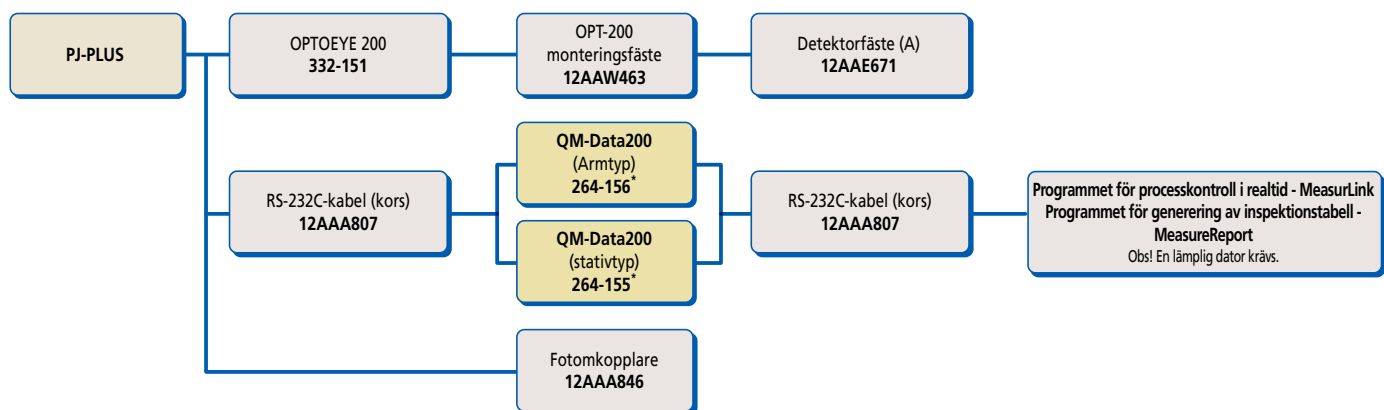 PJ-PLUS
OPTOEYE 200
332-151
OPT-200
monteringsfäste
12AAW463
Detektorfäste (A)
12AAE671
RS-232C-kabel (kors)
12AAA807
QM-Data200
(Armtyp)
264-156*
QM-Data200
(stativtyp)
264-155*
RS-232C-kabel (kors)
12AAA807
Programmet för processkontroll i realtid - MeasurLink
Programmet för generering av inspektionstabell -
MeasureReport
Obs! En lämplig dator krävs.
Fotomkopplare
12AAA846